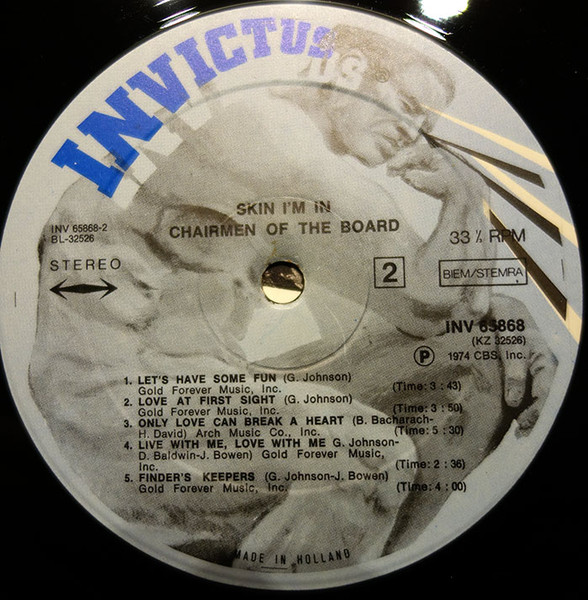 INVICTUS
SKIN I'M IN
CHAIRMEN OF THE BOARD
INV 65868-2
BL-32526
STEREO
33⅓ RPM
2
BIEM/STEMRA
INV 65868
(KZ 32526)
Ⓟ 1974 CBS, Inc.
1. LET'S HAVE SOME FUN (G. Johnson)
Gold Forever Music, Inc. (Time: 3 : 43)
2. LOVE AT FIRST SIGHT (G. Johnson)
Gold Forever Music, Inc. (Time: 3 : 50)
3. ONLY LOVE CAN BREAK A HEART (B. Bacharach-
H. David) Arch Music Co., Inc. (Time: 5 : 30)
4. LIVE WITH ME, LOVE WITH ME G. Johnson-
D. Baldwin-J. Bowen) Gold Forever Music,
Inc. (Time: 2 : 36)
5. FINDER'S KEEPERS (G. Johnson-J. Bowen)
Gold Forever Music, Inc. (Time: 4 : 00)
MADE IN HOLLAND